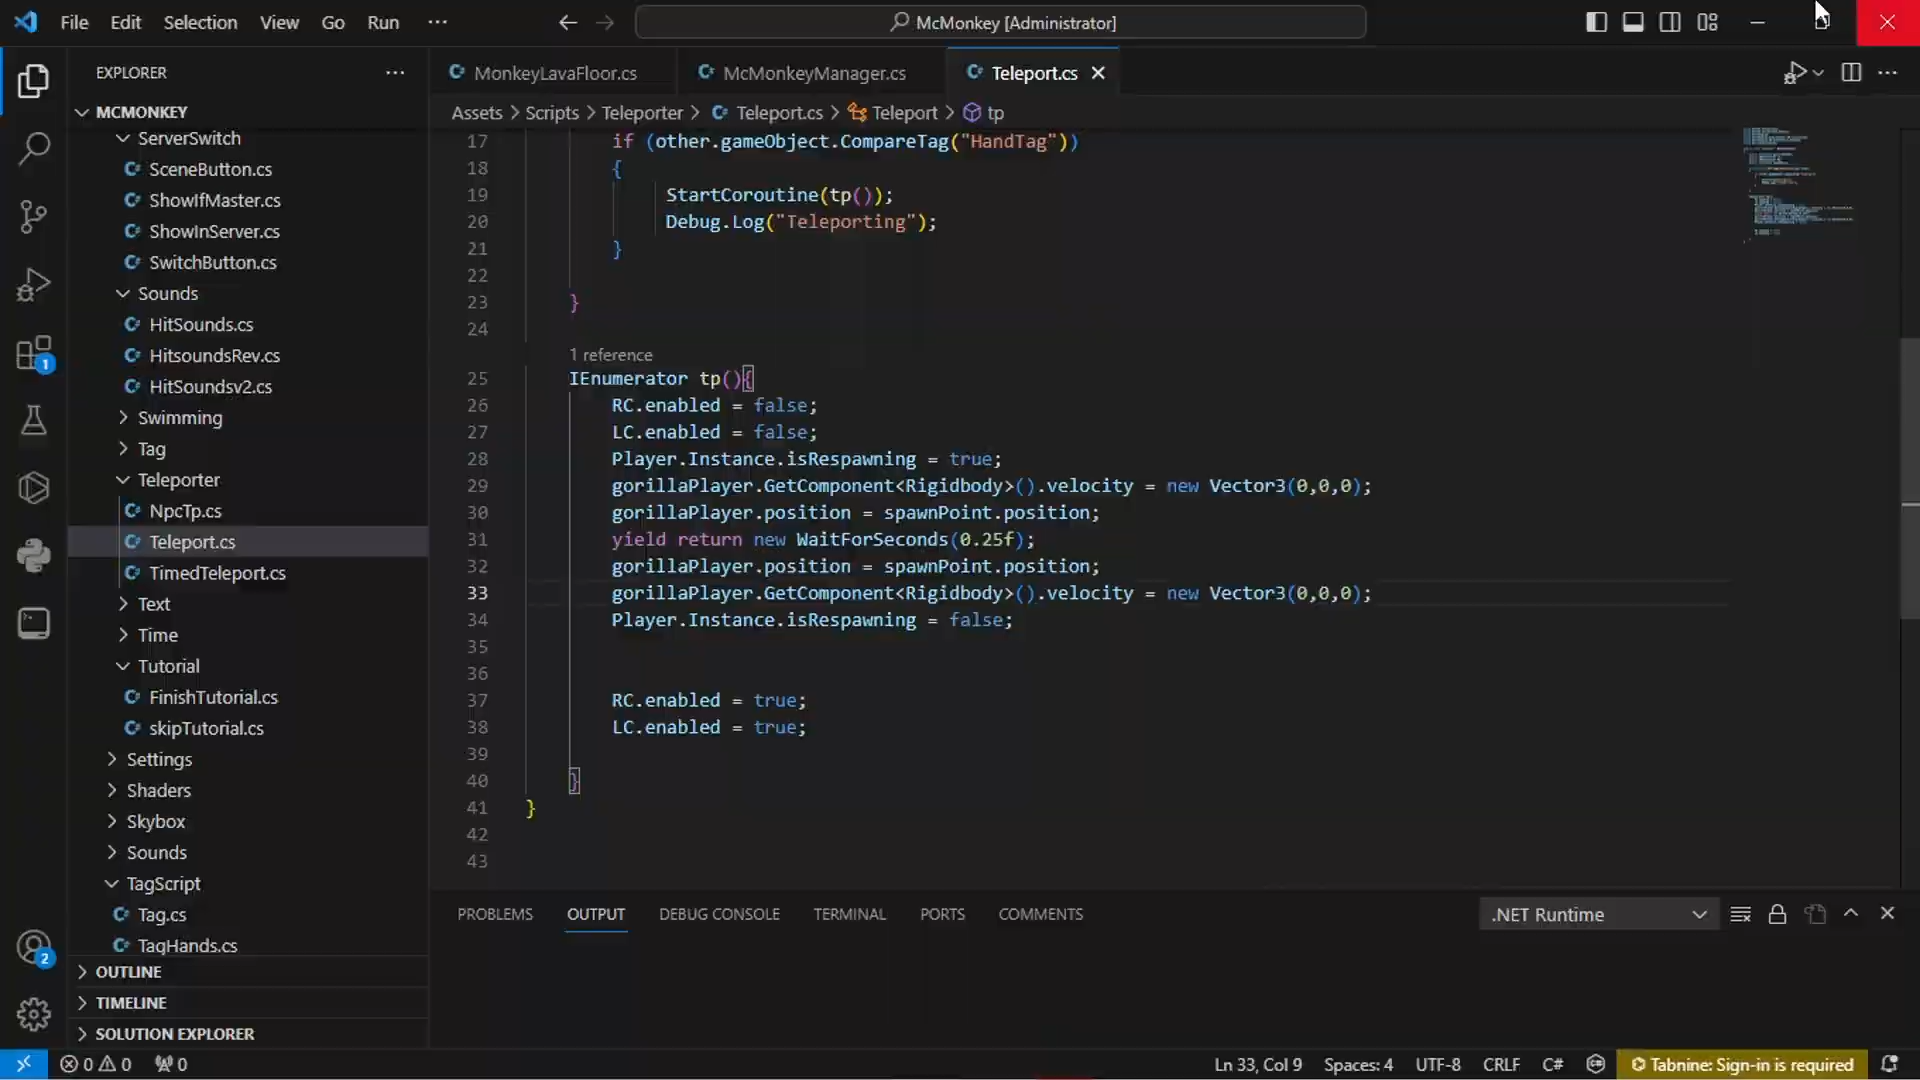 File Edit Selection View Go Run ···
McMonkey [Administrator]
EXPLORER
MCMONKEY
ServerSwitch
SceneButton.cs
ShowIfMaster.cs
ShowInServer.cs
SwitchButton.cs
Sounds
HitSounds.cs
HitsoundsRev.cs
HitSoundsv2.cs
Swimming
Tag
Teleporter
NpcTp.cs
Teleport.cs
TimedTeleport.cs
Text
Time
Tutorial
FinishTutorial.cs
skipTutorial.cs
Settings
Shaders
Skybox
Sounds
TagScript
Tag.cs
TagHands.cs
OUTLINE
TIMELINE
SOLUTION EXPLORER
1
2
MonkeyLavaFloor.cs McMonkeyManager.cs Teleport.cs
Assets > Scripts > Teleporter > Teleport.cs > Teleport > tp
17 if (other.gameObject.CompareTag("HandTag"))
18 {
19 StartCoroutine(tp());
20 Debug.Log("Teleporting");
21 }
22
23 }
24
1 reference
25 IEnumerator tp(){
26 RC.enabled = false;
27 LC.enabled = false;
28 Player.Instance.isRespawning = true;
29 gorillaPlayer.GetComponent<Rigidbody>().velocity = new Vector3(0,0,0);
30 gorillaPlayer.position = spawnPoint.position;
31 yield return new WaitForSeconds(0.25f);
32 gorillaPlayer.position = spawnPoint.position;
33 gorillaPlayer.GetComponent<Rigidbody>().velocity = new Vector3(0,0,0);
34 Player.Instance.isRespawning = false;
35
36
37 RC.enabled = true;
38 LC.enabled = true;
39
40 }
41 }
42
43
PROBLEMS OUTPUT DEBUG CONSOLE TERMINAL PORTS COMMENTS
.NET Runtime
0 0 0
Ln 33, Col 9 Spaces: 4 UTF-8 CRLF C# Tabnine: Sign-in is required